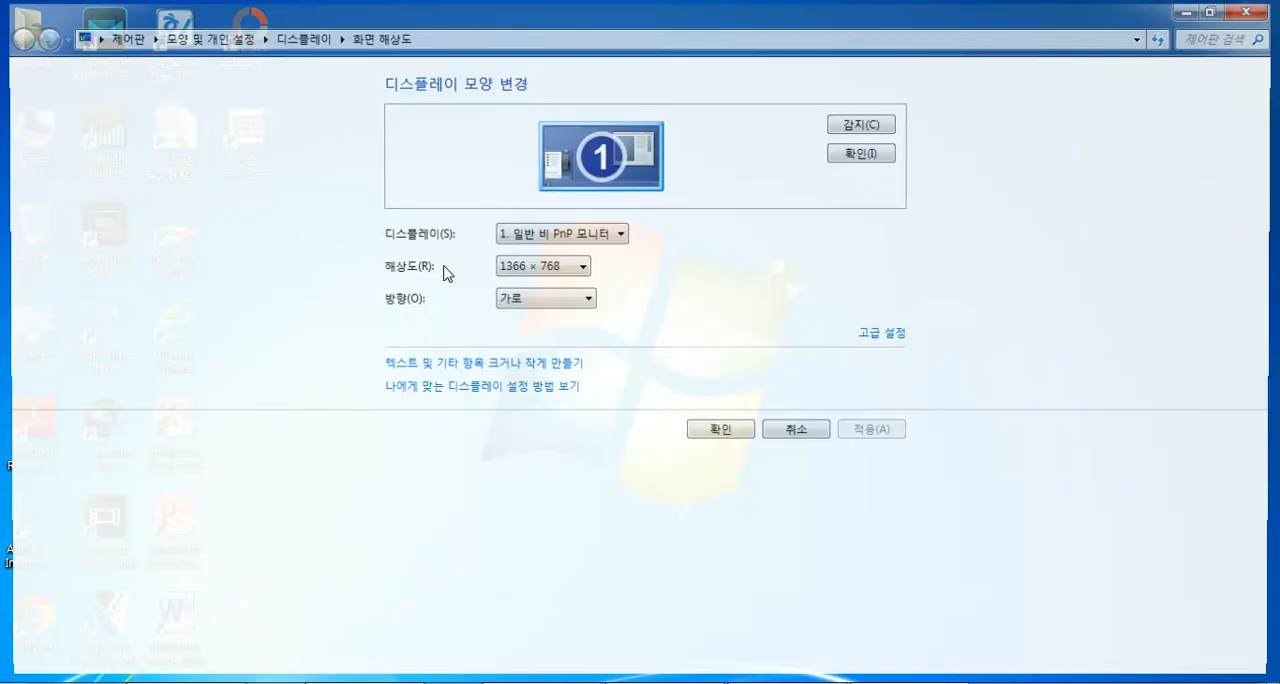 제어판 ▸ 모양 및 개인 설정 ▸ 디스플레이 ▸ 화면 해상도
제어판 검색
디스플레이 모양 변경
1
감지(C)
확인(I)
디스플레이(S):
1. 일반 비 PnP 모니터
해상도(R):
1366 × 768
방향(O):
가로
고급 설정
텍스트 및 기타 항목 크거나 작게 만들기
나에게 맞는 디스플레이 설정 방법 보기
확인
취소
적용(A)